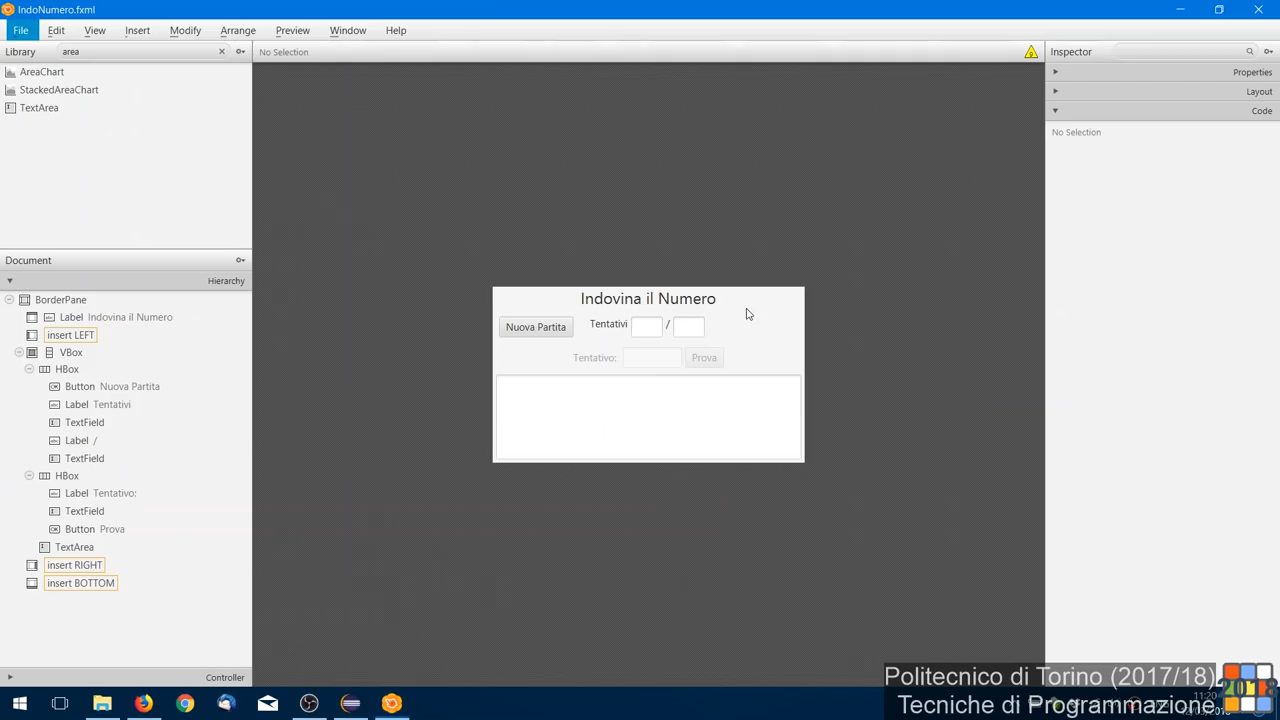 IndoNumero.fxml
File Edit View Insert Modify Arrange Preview Window Help
Library area
No Selection
Inspector
AreaChart
StackedAreaChart
TextArea
Properties
Layout
Code
No Selection
Document
Hierarchy
BorderPane
Label Indovina il Numero
insert LEFT
VBox
HBox
Button Nuova Partita
Label Tentativi
TextField
Label /
TextField
HBox
Label Tentativo:
TextField
Button Prova
TextArea
insert RIGHT
insert BOTTOM
Controller
Indovina il Numero
Nuova Partita Tentativi /
Tentativo: Prova
Politecnico di Torino (2017/18)
Tecniche di Programmazione
2018
11:20